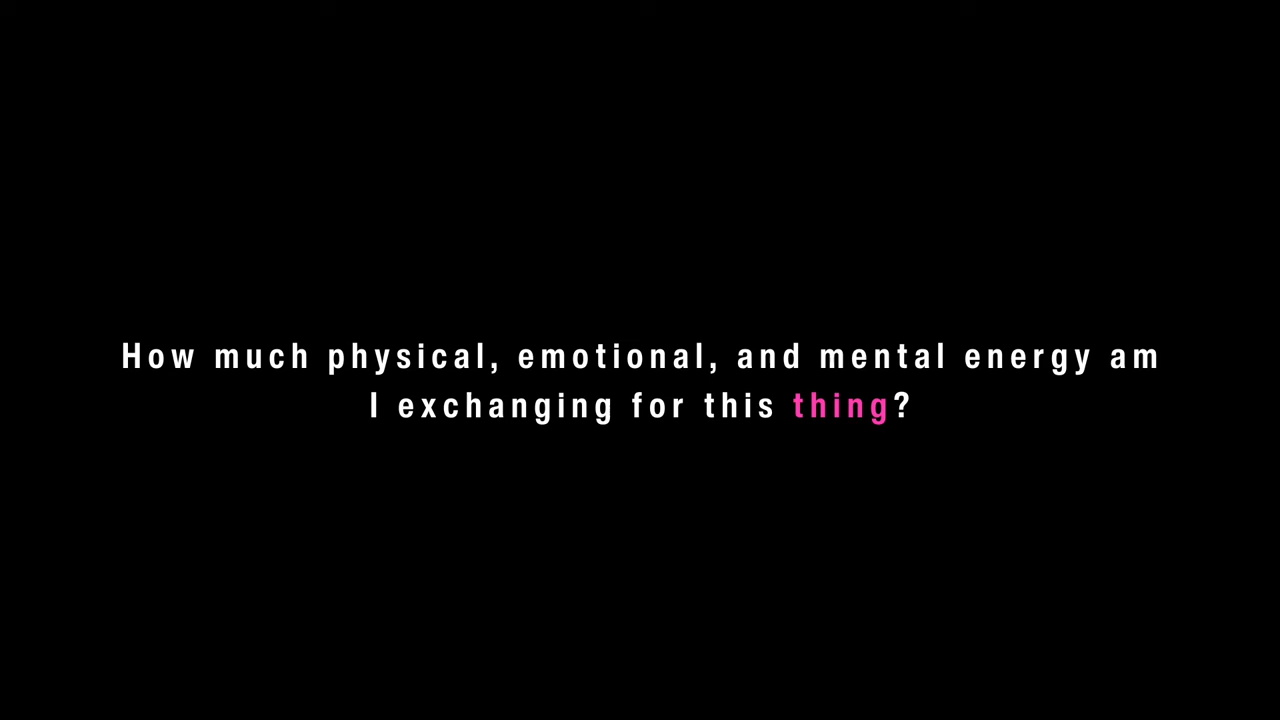 How much physical, emotional, and mental energy am
I exchanging for this thing?